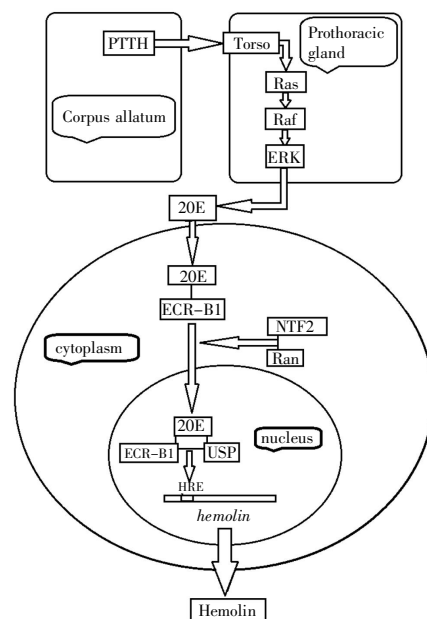 PTTH
Torso
Prothoracic
gland
Ras
Corpus allatum
Raf
ERK
20E
20E
ECR-B1
NTF2
cytoplasm
Ran
20E
nucleus
ECR-B1
USP
HRE
hemolin
Hemolin